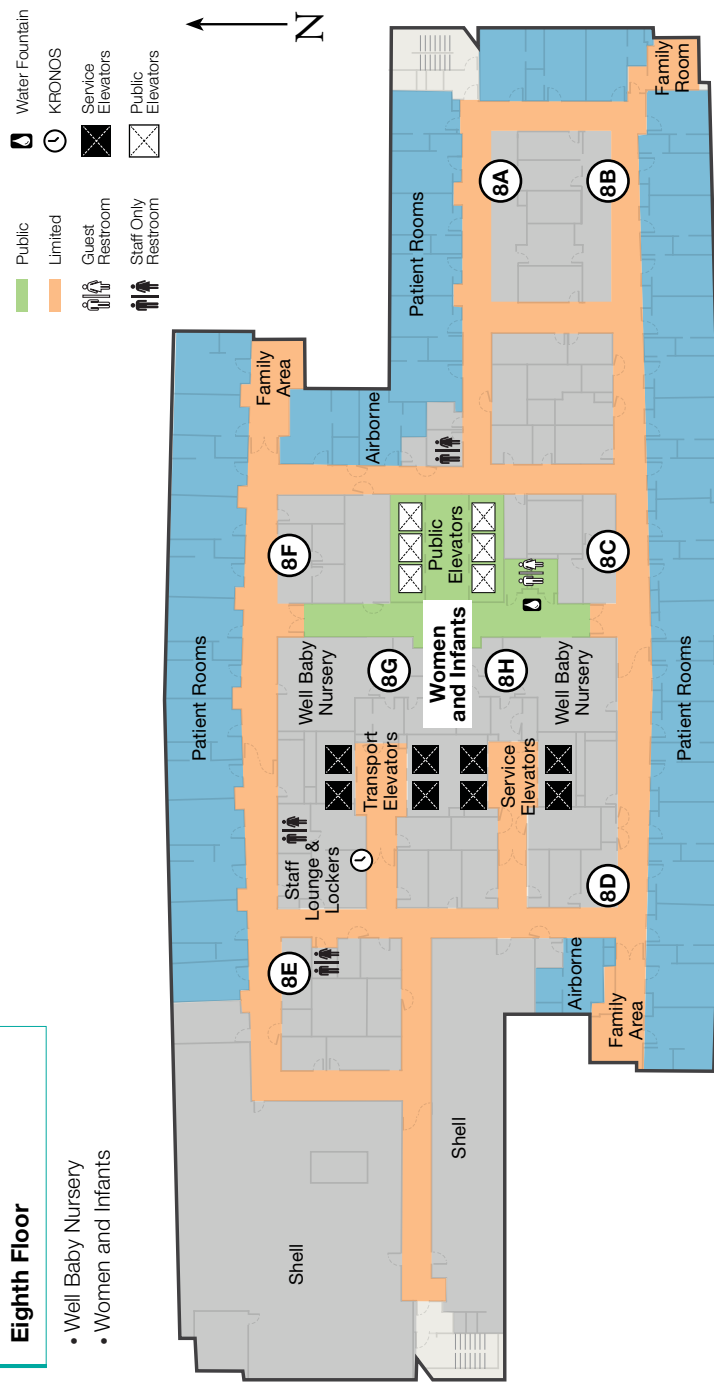 Eighth Floor
• Well Baby Nursery
• Women and Infants
Public
Limited
Guest
Restroom
Staff Only
Restroom
Water Fountain
KRONOS
Service
Elevators
Public
Elevators
N
Patient Rooms
Family
Area
Airborne
Patient Rooms
8A
8B
Family
Room
8F
Public
Elevators
8C
Well Baby
Nursery
8G
Women
and Infants
8H
Well Baby
Nursery
Transport
Elevators
Service
Elevators
Staff
Lounge &
Lockers
8E
8D
Airborne
Family
Area
Patient Rooms
Shell
Shell